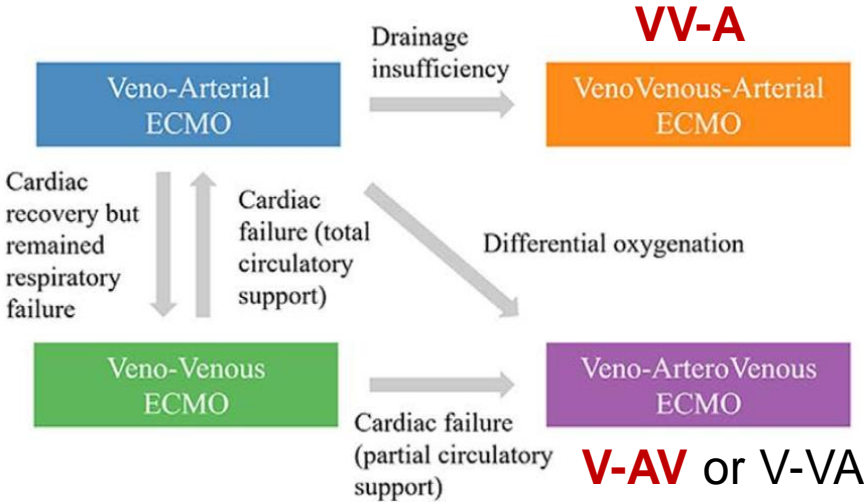 Drainage
insufficiency
VV-A
Veno-Arterial
ECMO
VenoVenous-Arterial
ECMO
Cardiac
recovery but
remained
respiratory
failure
Cardiac
failure (total
circulatory
support)
Differential oxygenation
Veno-Venous
ECMO
Veno-ArteroVenous
ECMO
Cardiac failure
(partial circulatory
support)
V-AV or V-VA